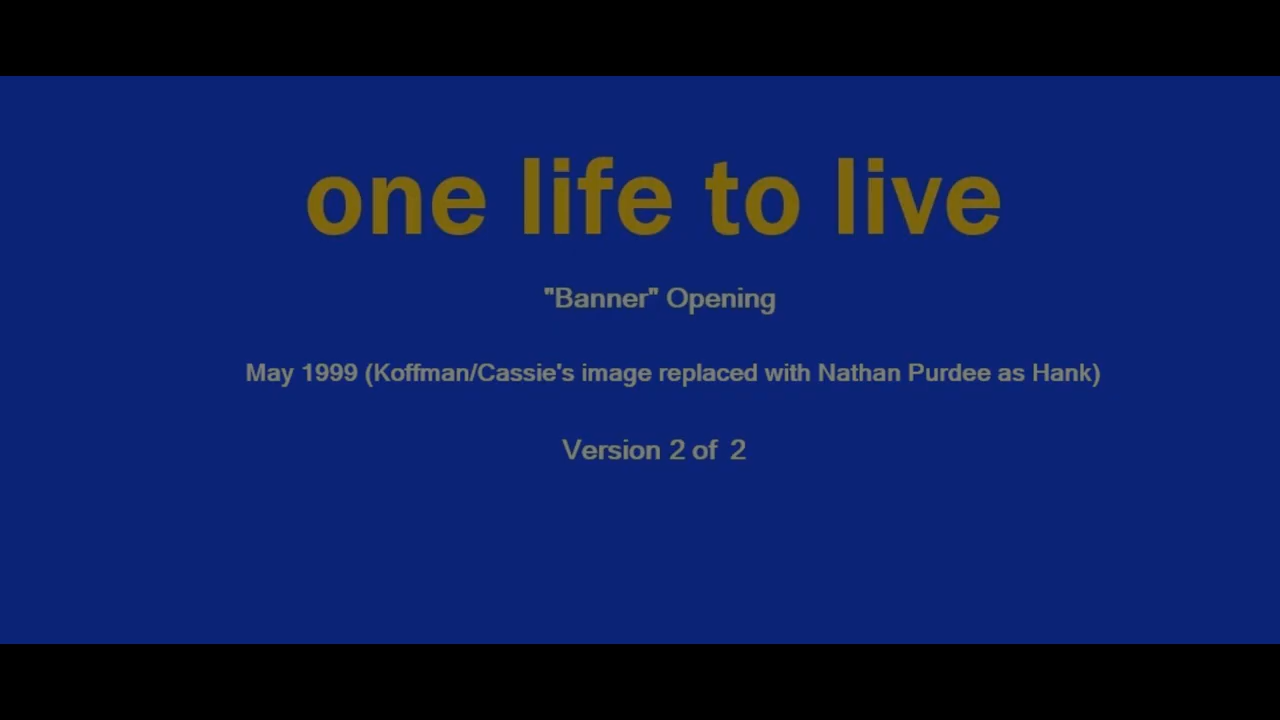 one life to live
"Banner" Opening
May 1999 (Koffman/Cassie's image replaced with Nathan Purdee as Hank)
Version 2 of 2